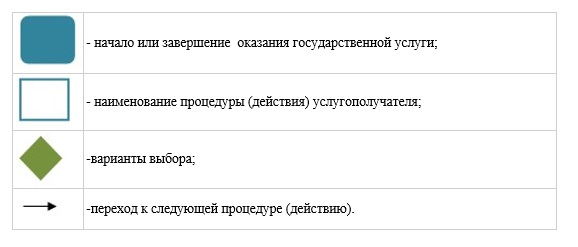 - начало или завершение оказания государственной услуги;
- наименование процедуры (действия) услугополучателя;
-варианты выбора;
-переход к следующей процедуре (действию).